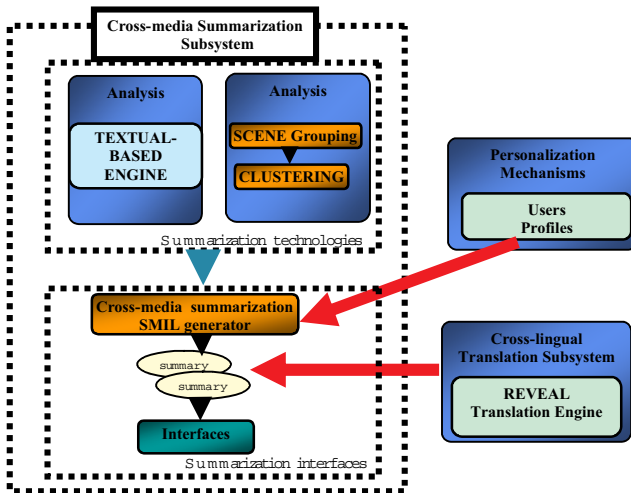 Cross-media Summarization
Subsystem
Analysis
TEXTUAL-
BASED
ENGINE
Analysis
SCENE Grouping
CLUSTERING
Summarization technologies
Personalization
Mechanisms
Users
Profiles
Cross-media summarization
SMIL generator
summary
summary
Interfaces
Summarization interfaces
Cross-lingual
Translation Subsystem
REVEAL
Translation Engine